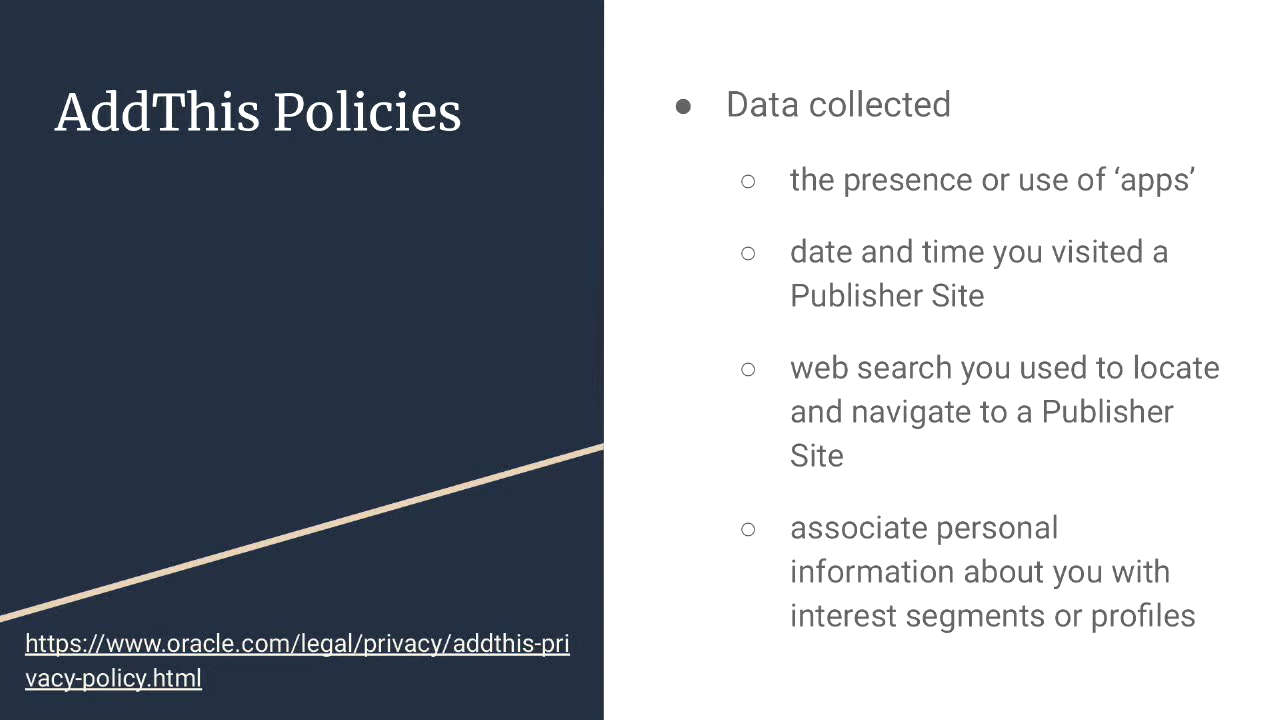 AddThis Policies
https://www.oracle.com/legal/privacy/addthis-pri
vacy-policy.html
● Data collected
○ the presence or use of ‘apps’
○ date and time you visited a
Publisher Site
○ web search you used to locate
and navigate to a Publisher
Site
○ associate personal
information about you with
interest segments or profiles